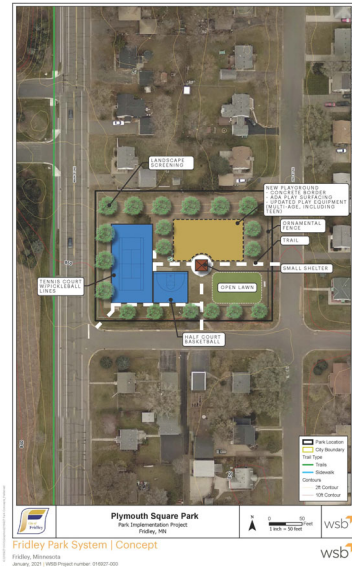 LANDSCAPE
SCREENING
NEW PLAYGROUND
- CONCRETE BORDER
- ADA PLAY SURFACING
- UPDATED PLAY EQUIPMENT
(MULTI-AGE, INCLUDING
TEEN)
ORNAMENTAL
FENCE
TRAIL
SMALL SHELTER
TENNIS COURT
W/PICKLEBALL
LINES
OPEN LAWN
HALF COURT
BASKETBALL
Park Location
City Boundary
Trail Type
Trails
Sidewalk
Contours
2ft Contour
10ft Contour
Fridley
Plymouth Square Park
Park Implementation Project
Fridley, MN
N
0 50
Feet
1 inch = 50 feet
wsb
Fridley Park System | Concept
Fridley, Minnesota
January, 2021 | WSB Project number: 016937-000
wsb